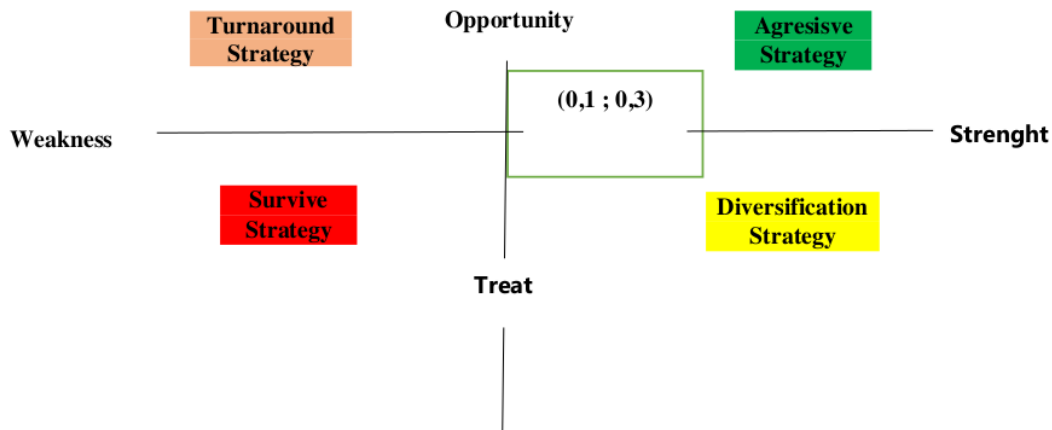 Turnaround
Strategy
Opportunity
Agresisve
Strategy
(0,1 ; 0,3)
Weakness
Strenght
Survive
Strategy
Diversification
Strategy
Treat